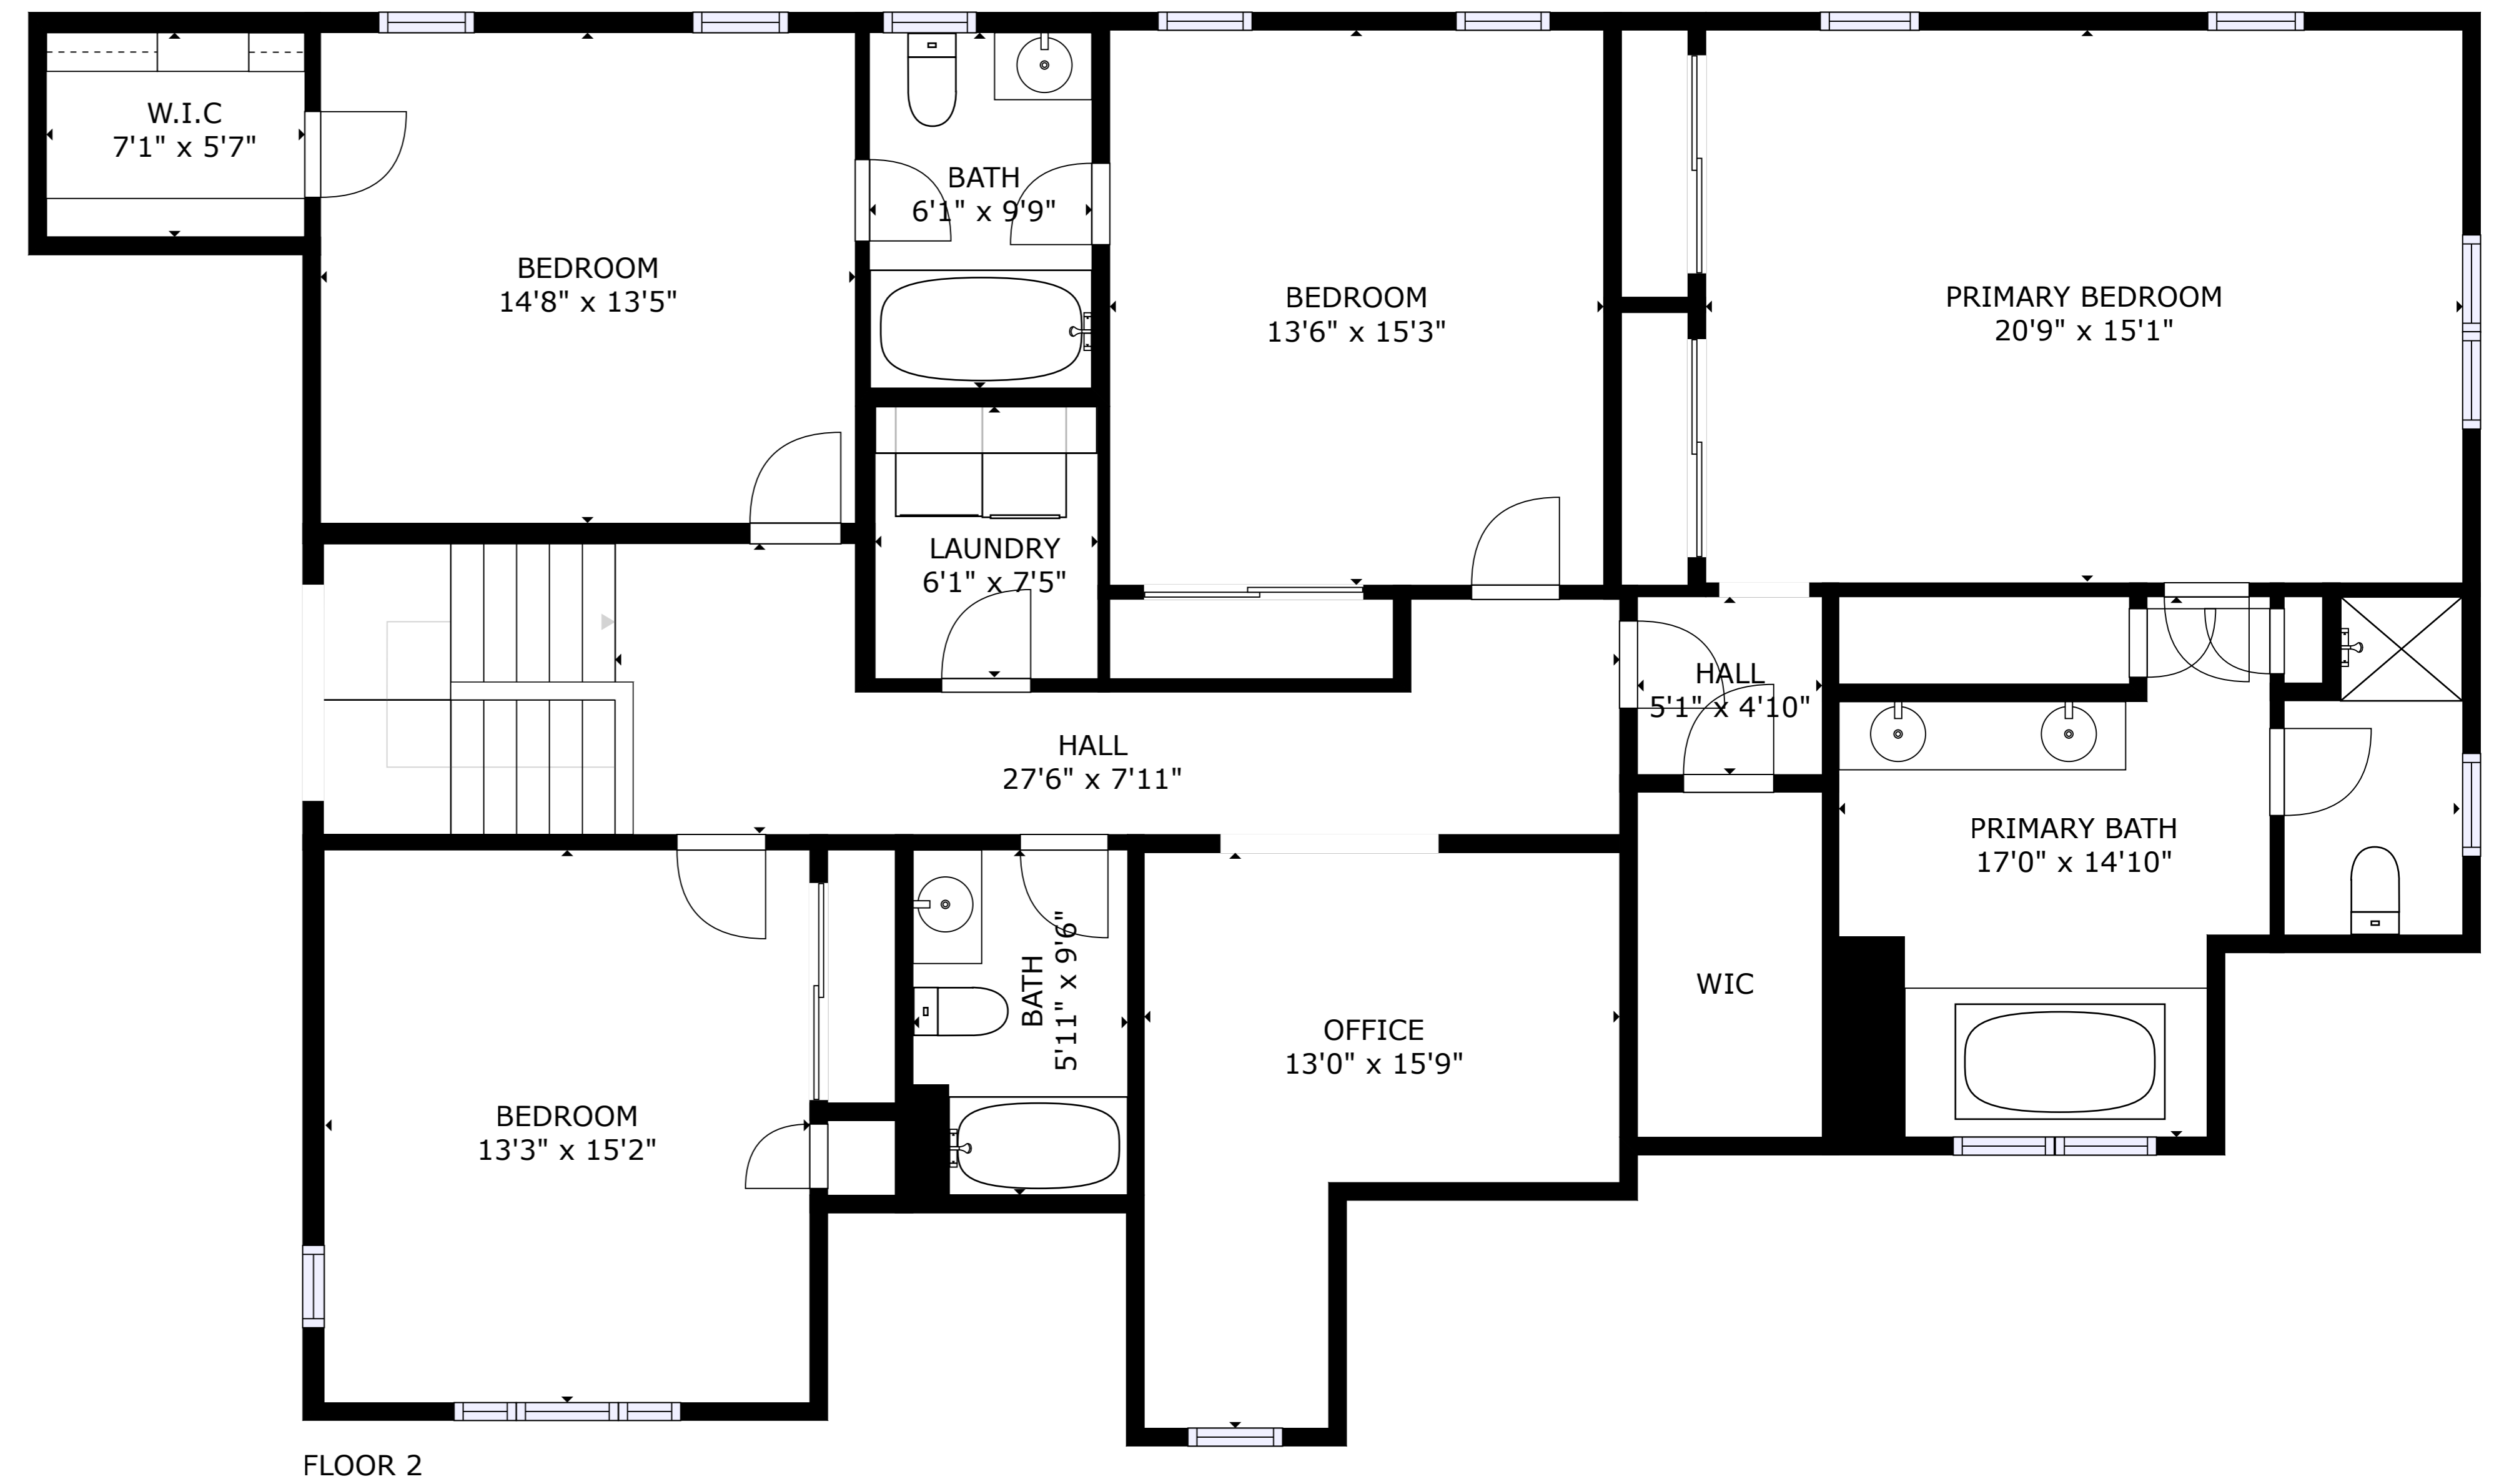 W.I.C
7'1" x 5'7"
BEDROOM
14'8" x 13'5"
BATH
6'1" x 9'9"
BEDROOM
13'6" x 15'3"
PRIMARY BEDROOM
20'9" x 15'1"
LAUNDRY
6'1" x 7'5"
HALL
5'1" x 4'10"
HALL
27'6" x 7'11"
PRIMARY BATH
17'0" x 14'10"
BEDROOM
13'3" x 15'2"
BATH
5'11" x 9'6"
OFFICE
13'0" x 15'9"
WIC
FLOOR 2